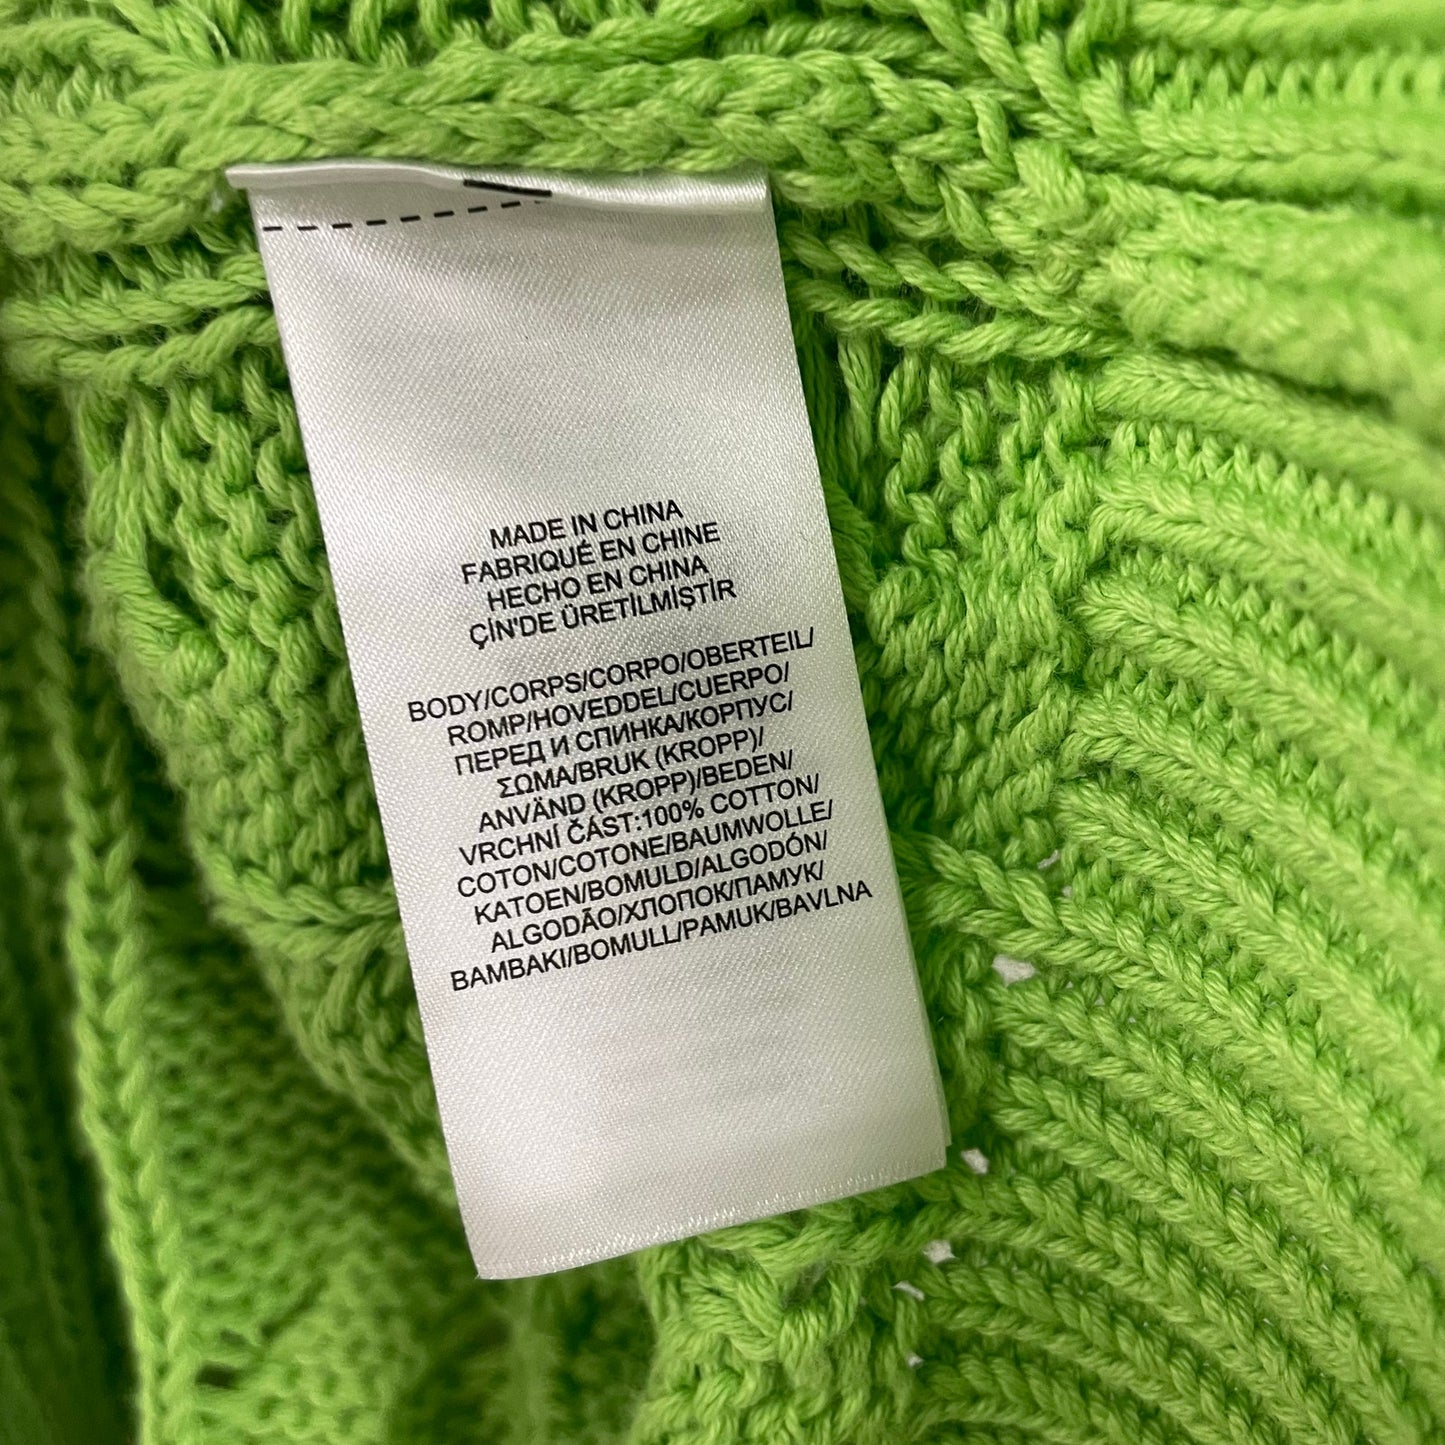 MADE IN CHINA
FABRIQUÉ EN CHINE
HECHO EN CHINA
ÇİN'DE ÜRETİLMİŞTİR
BODY/CORPS/CORPO/OBERTEIL/
ROMP/HOVEDDEL/CUERPO/
ПЕРЕД И СПИНКА/КОРПУС/
ΣΩΜΑ/BRUK (KROPP)/
ANVÄND (KROPP)/BEDEN/
VRCHNÍ ČÁST:100% COTTON/
COTON/COTONE/BAUMWOLLE/
KATOEN/BOMULD/ALGODÓN/
ALGODÃO/ХЛОПОК/ПАМУК/
BAMBAKI/BOMULL/PAMUK/BAVLNA